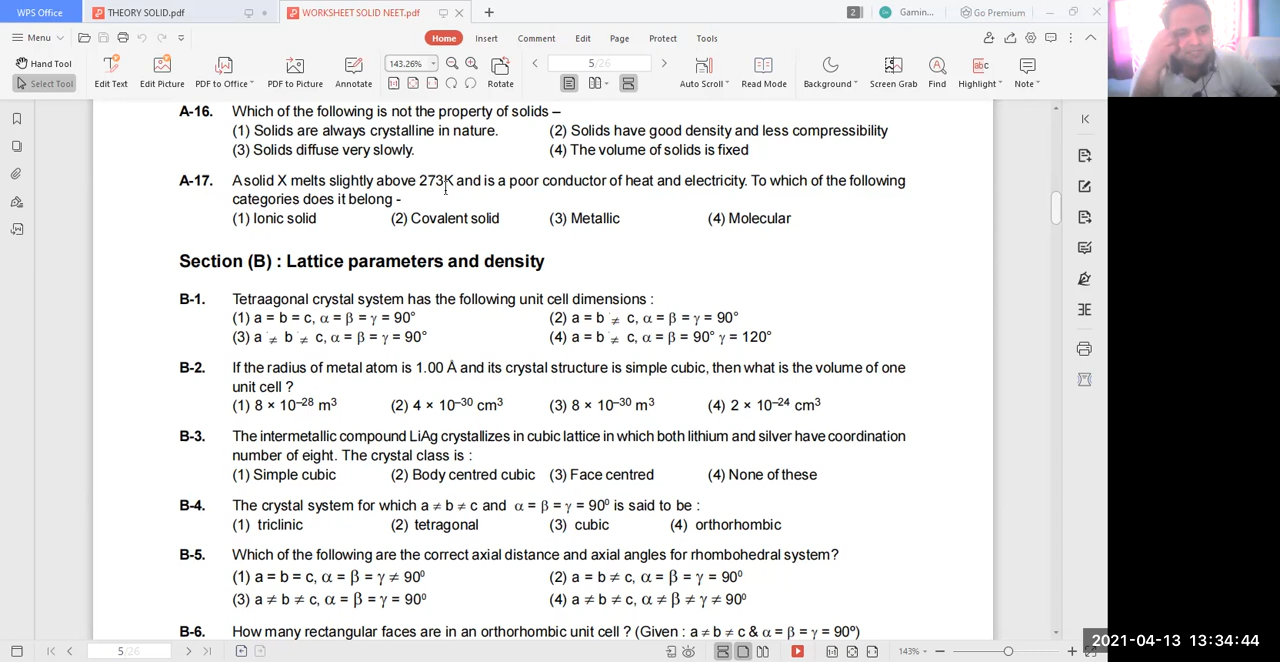 WPS Office
THEORY SOLID.pdf
WORKSHEET SOLID NEET.pdf
2
Gamin...
Go Premium
Menu
Home
Insert
Comment
Edit
Page
Protect
Tools
Hand Tool
Select Tool
Edit Text
Edit Picture
PDF to Office
PDF to Picture
Annotate
143.26%
Rotate
5/26
Auto Scroll
Read Mode
Background
Screen Grab
Find
Highlight
Note
A-16. Which of the following is not the property of solids –
(1) Solids are always crystalline in nature. (2) Solids have good density and less compressibility
(3) Solids diffuse very slowly. (4) The volume of solids is fixed
A-17. A solid X melts slightly above 273K and is a poor conductor of heat and electricity. To which of the following
categories does it belong -
(1) Ionic solid (2) Covalent solid (3) Metallic (4) Molecular
Section (B) : Lattice parameters and density
B-1. Tetraagonal crystal system has the following unit cell dimensions :
(1) a = b = c, α = β = γ = 90° (2) a = b ≠ c, α = β = γ = 90°
(3) a ≠ b ≠ c, α = β = γ = 90° (4) a = b ≠ c, α = β = 90° γ = 120°
B-2. If the radius of metal atom is 1.00 Å and its crystal structure is simple cubic, then what is the volume of one
unit cell ?
(1) 8 × 10⁻²⁸ m³ (2) 4 × 10⁻³⁰ cm³ (3) 8 × 10⁻³⁰ m³ (4) 2 × 10⁻²⁴ cm³
B-3. The intermetallic compound LiAg crystallizes in cubic lattice in which both lithium and silver have coordination
number of eight. The crystal class is :
(1) Simple cubic (2) Body centred cubic (3) Face centred (4) None of these
B-4. The crystal system for which a ≠ b ≠ c and α = β = γ = 90⁰ is said to be :
(1) triclinic (2) tetragonal (3) cubic (4) orthorhombic
B-5. Which of the following are the correct axial distance and axial angles for rhombohedral system?
(1) a = b = c, α = β = γ ≠ 90⁰ (2) a = b ≠ c, α = β = γ = 90⁰
(3) a ≠ b ≠ c, α = β = γ = 90⁰ (4) a ≠ b ≠ c, α ≠ β ≠ γ ≠ 90⁰
B-6. How many rectangular faces are in an orthorhombic unit cell ? (Given : a ≠ b ≠ c & α = β = γ = 90º)
2021-04-13 13:34:44
5/26
143%